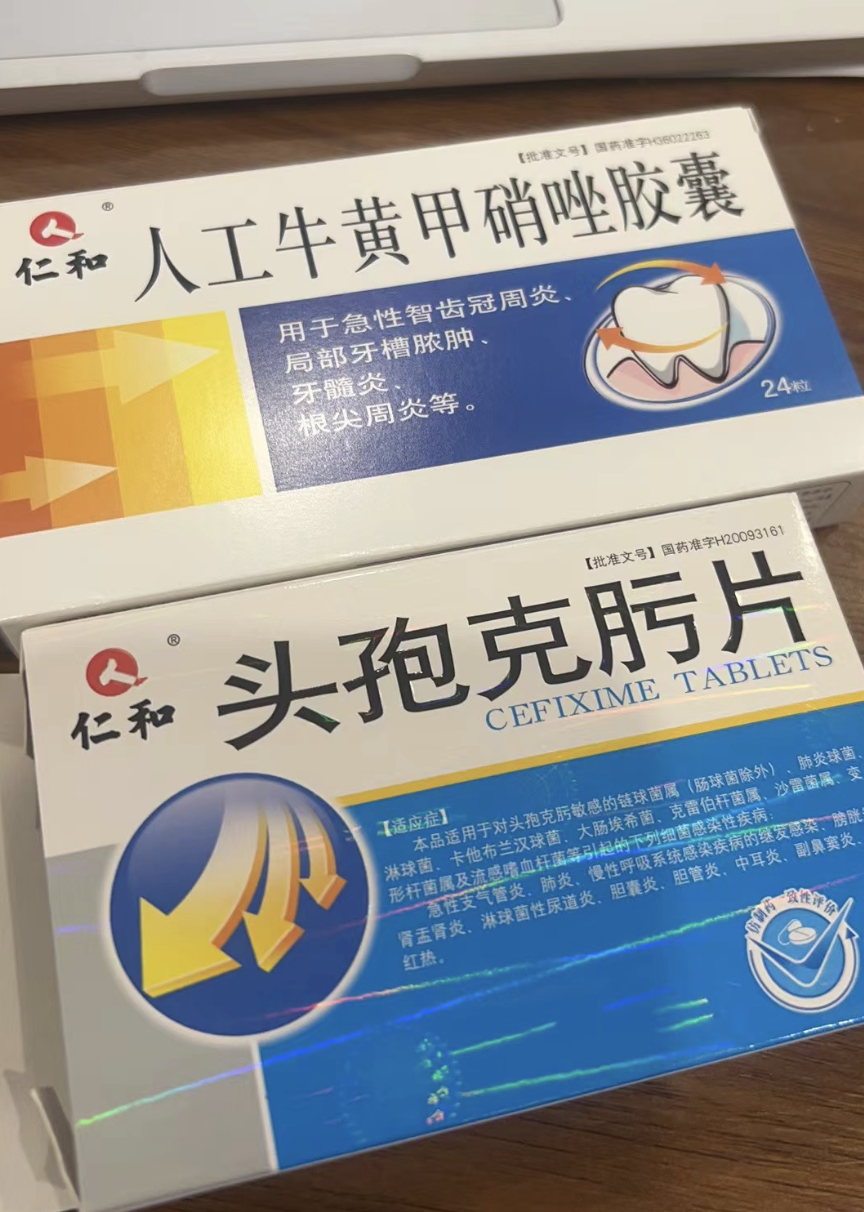 【批准文号】国药准字H36022263
仁和
®
人工牛黄甲硝唑胶囊
用于急性智齿冠周炎、
局部牙槽脓肿、
牙髓炎、
根尖周炎等。
24粒
【批准文号】国药准字H20093161
仁和
®
头孢克肟片
CEFIXIME TABLETS
【适应症】
本品适用于对头孢克肟敏感的链球菌属（肠球菌除外）、肺炎球菌、
淋球菌、卡他布兰汉球菌、大肠埃希菌、克雷伯杆菌属、沙雷菌属、变
形杆菌属及流感嗜血杆菌等引起的下列细菌感染性疾病：
急性支气管炎、肺炎、慢性呼吸系统感染疾病的继发感染、膀胱
肾盂肾炎、淋球菌性尿道炎、胆囊炎、胆管炎、中耳炎、副鼻窦炎、
红热。
仿制药一致性评价